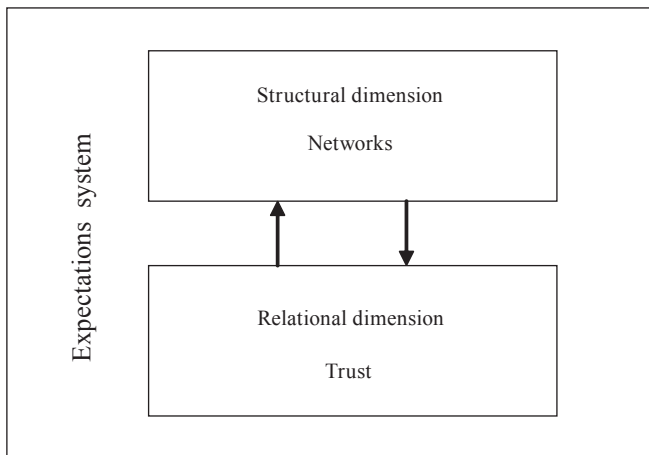 Expectations system
Structural dimension
Networks
Relational dimension
Trust